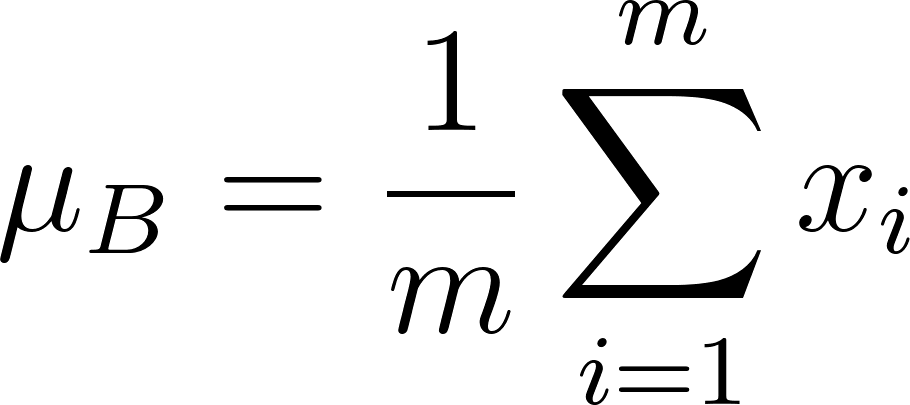 μ_B = \frac{1}{m} \sum_{i=1}^{m} x_i